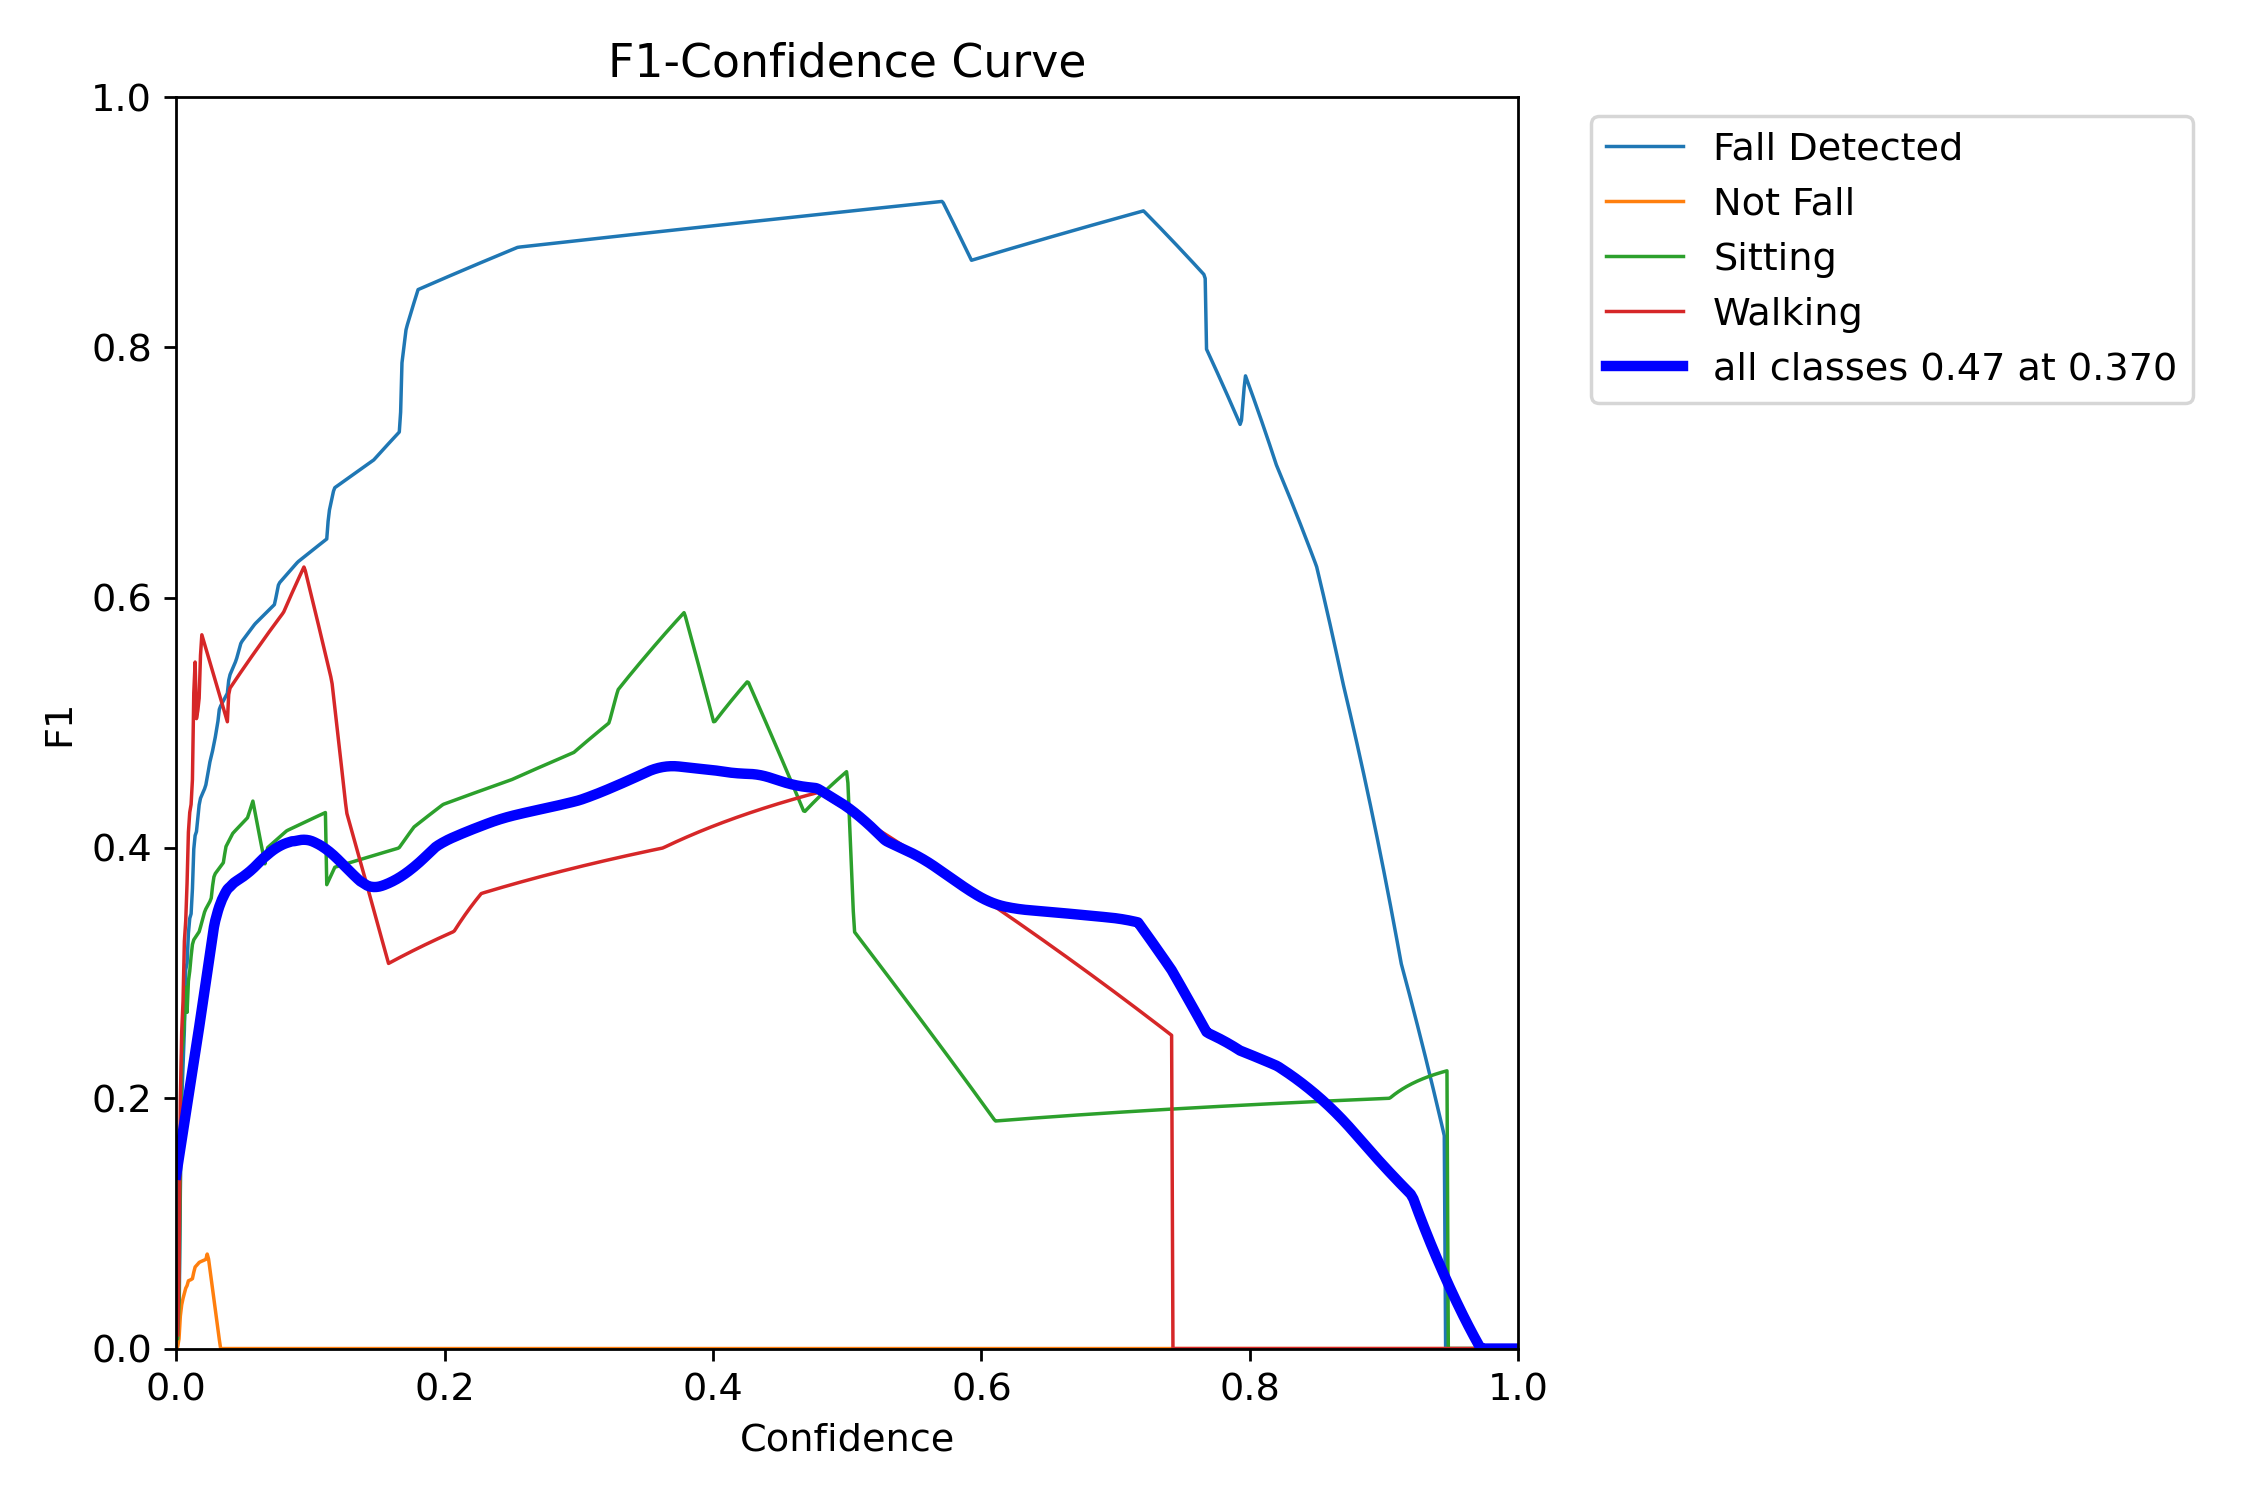 F1-Confidence Curve
1.0
0.8
0.6
0.4
0.2
0.0
F1
0.0 0.2 0.4 0.6 0.8 1.0
Confidence
Fall Detected
Not Fall
Sitting
Walking
all classes 0.47 at 0.370